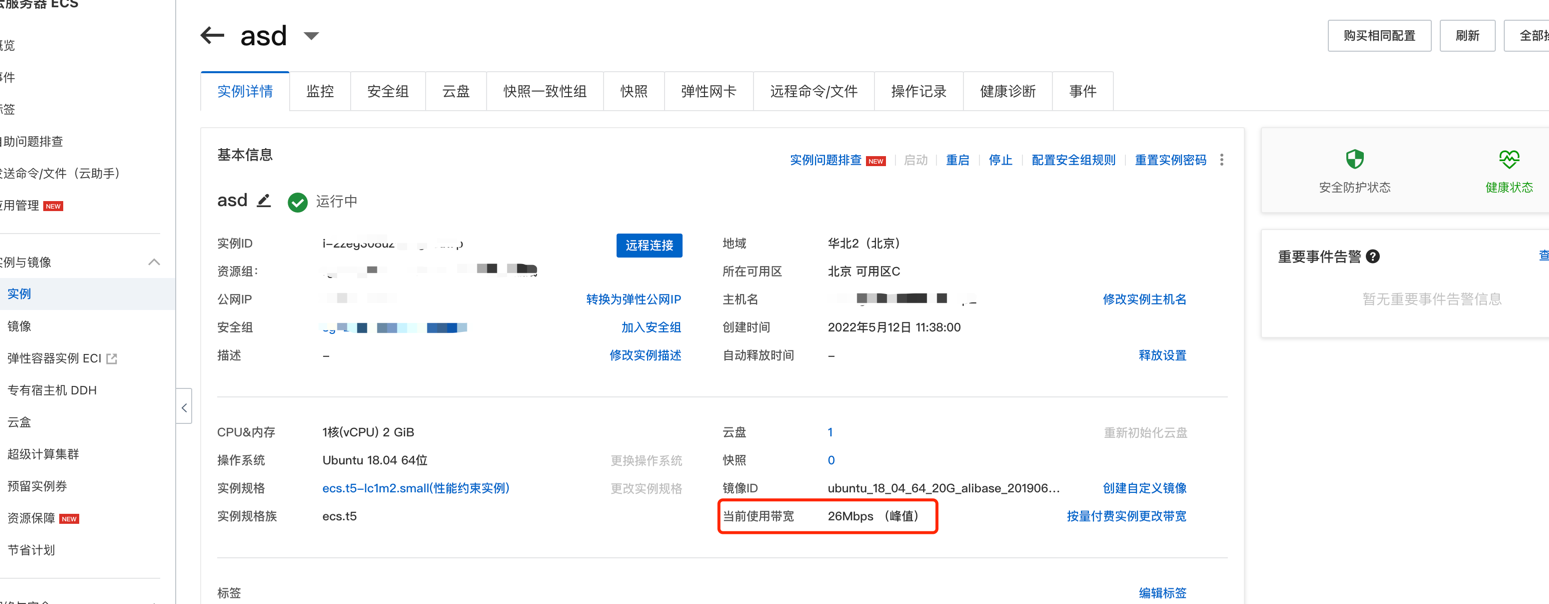 ECS
asd
购买相同配置 刷新
实例详情 监控 安全组 云盘 快照一致性组 快照 弹性网卡 远程命令/文件 操作记录 健康诊断 事件
标签
自助问题排查
发送命令/文件（云助手）
应用管理 NEW
实例与镜像
实例
镜像
弹性容器实例 ECI
专有宿主机 DDH
云盒
超级计算集群
预留实例券
资源保障 NEW
节省计划
基本信息
实例问题排查 NEW 启动 重启 停止 配置安全组规则 重置实例密码
asd 运行中
实例ID 远程连接 地域 华北2（北京）
资源组: 所在可用区 北京 可用区C
公网IP 转换为弹性公网IP 主机名 修改实例主机名
安全组 加入安全组 创建时间 2022年5月12日 11:38:00
描述 – 修改实例描述 自动释放时间 – 释放设置
CPU&内存 1核(vCPU) 2 GiB 云盘 1 重新初始化云盘
操作系统 Ubuntu 18.04 64位 更换操作系统 快照 0
实例规格 ecs.t5-lc1m2.small(性能约束实例) 更改实例规格 镜像ID ubuntu_18_04_64_20G_alibase_201906... 创建自定义镜像
实例规格族 ecs.t5 当前使用带宽 26Mbps （峰值） 按量付费实例更改带宽
标签 编辑标签
安全防护状态 健康状态
重要事件告警 ?
暂无重要事件告警信息